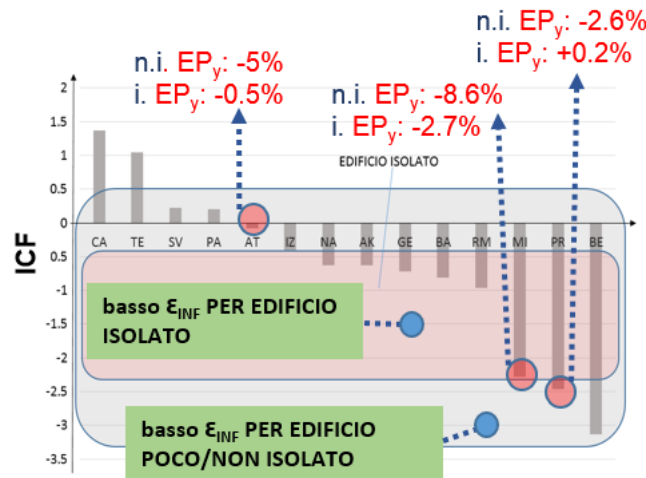 n.i. EPy: -2.6%
i. EPy: +0.2%
n.i. EPy: -5%
i. EPy: -0.5%
n.i. EPy: -8.6%
i. EPy: -2.7%
EDIFICIO ISOLATO
ICF
2
1.5
1
0.5
0
0.5
-1
-1.5
-2
-2.5
-3
-3.5
CA TE SV PA AT IZ NA AK GE BA RM MI PR BE
basso ԐINF PER EDIFICIO
ISOLATO
basso ԐINF PER EDIFICIO
POCO/NON ISOLATO